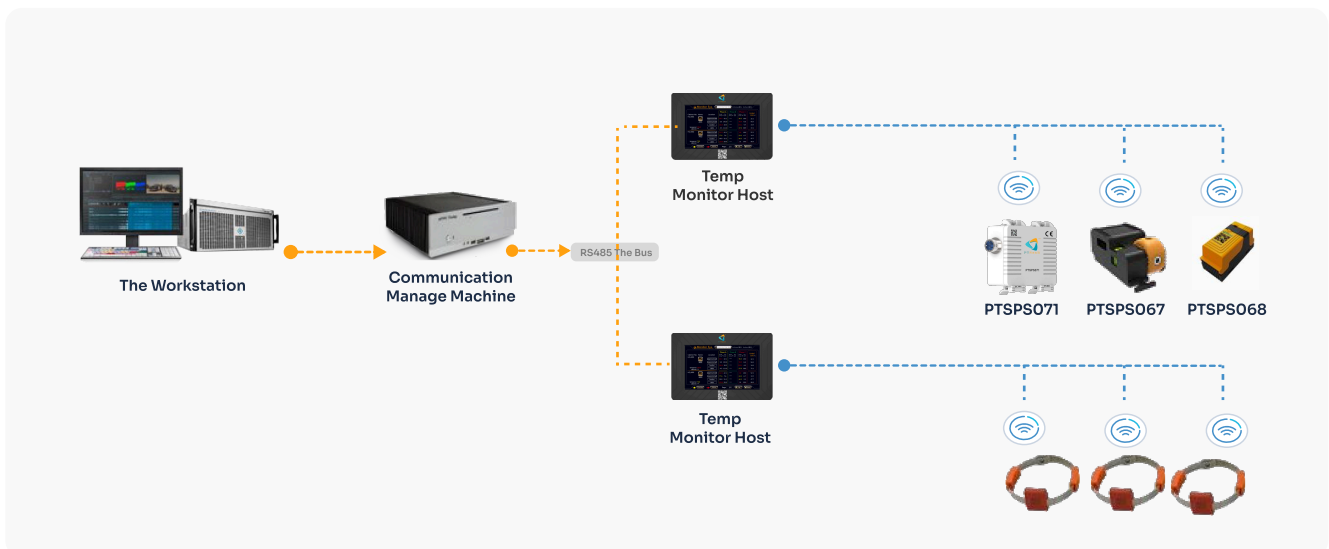 Temp
Monitor Host
The Workstation
Communication
Manage Machine
RS485 The Bus
PTSPS071
PTSPS067
PTSPS068
Temp
Monitor Host